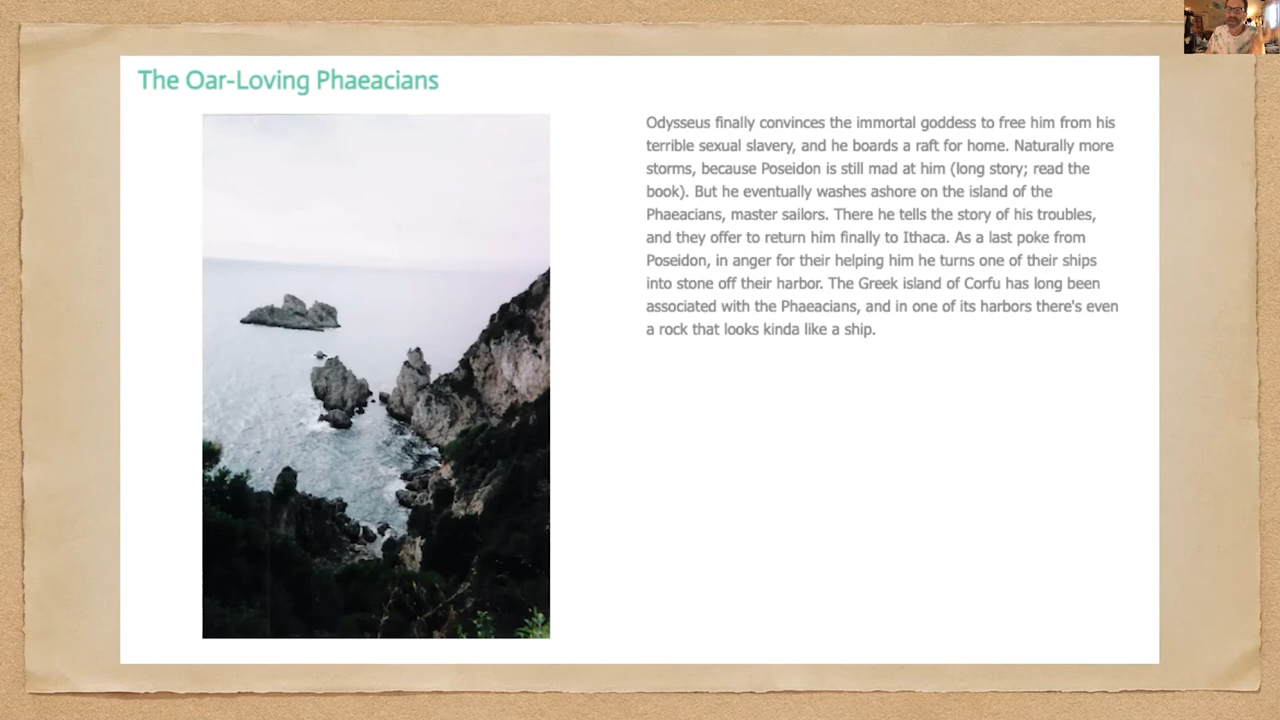 The Oar-Loving Phaeacians
Odysseus finally convinces the immortal goddess to free him from his
terrible sexual slavery, and he boards a raft for home. Naturally more
storms, because Poseidon is still mad at him (long story; read the
book). But he eventually washes ashore on the island of the
Phaeacians, master sailors. There he tells the story of his troubles,
and they offer to return him finally to Ithaca. As a last poke from
Poseidon, in anger for their helping him he turns one of their ships
into stone off their harbor. The Greek island of Corfu has long been
associated with the Phaeacians, and in one of its harbors there's even
a rock that looks kinda like a ship.